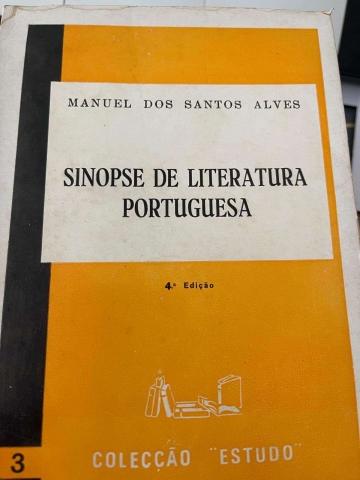 MANUEL DOS SANTOS ALVES
SINOPSE DE LITERATURA
PORTUGUESA
4.ª Edição
3
COLECÇÃO "ESTUDO"